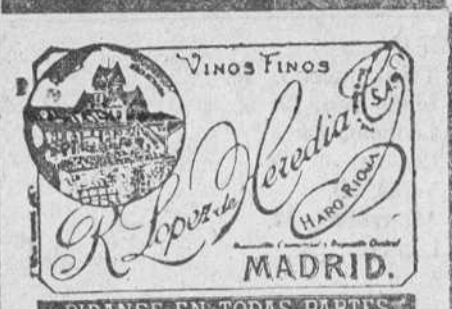 VINOS FINOS
R. Lopez de Heredia S.A.
HARO-RIOJA
MADRID.
PIDANSE EN TODAS PARTES